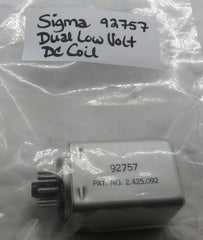 Sigma 92757
Dual Low Volt
DC Coil
92757
PAT. NO. 2,425,092